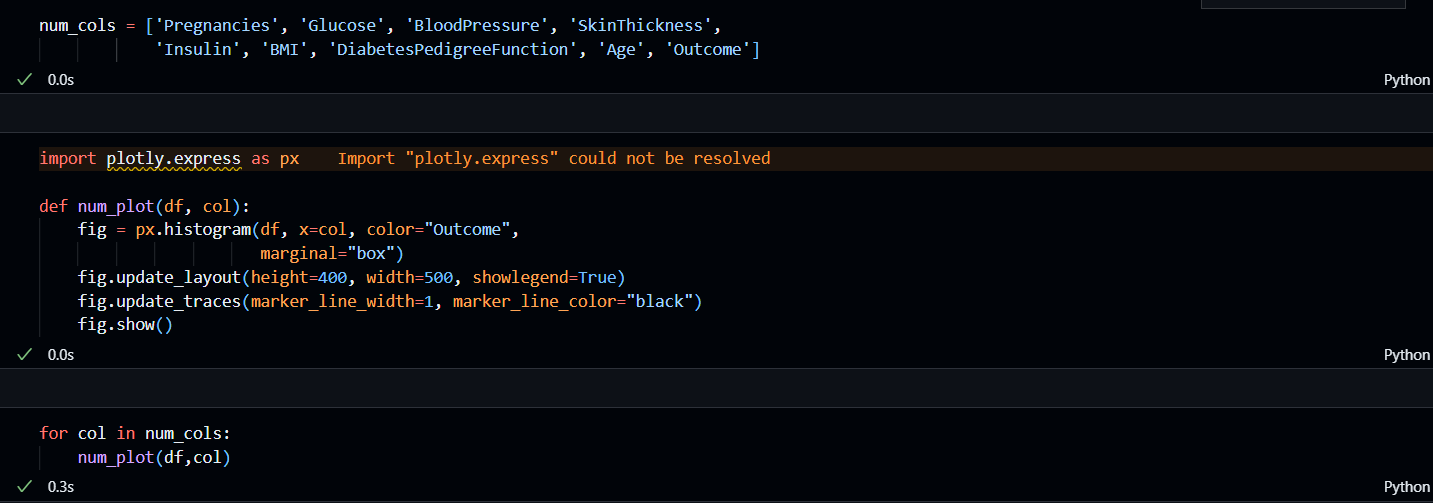 num_cols = ['Pregnancies', 'Glucose', 'BloodPressure', 'SkinThickness',
'Insulin', 'BMI', 'DiabetesPedigreeFunction', 'Age', 'Outcome']
0.0s
Python
import plotly.express as px Import "plotly.express" could not be resolved
def num_plot(df, col):
fig = px.histogram(df, x=col, color="Outcome",
marginal="box")
fig.update_layout(height=400, width=500, showlegend=True)
fig.update_traces(marker_line_width=1, marker_line_color="black")
fig.show()
0.0s
Python
for col in num_cols:
num_plot(df,col)
0.3s
Python